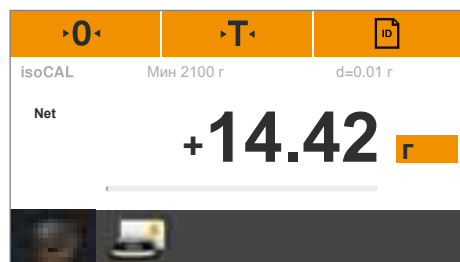 ▸0◂ ▸T◂ ID
isoCAL Мин 2100 г d=0.01 г
Net
+14.42 г